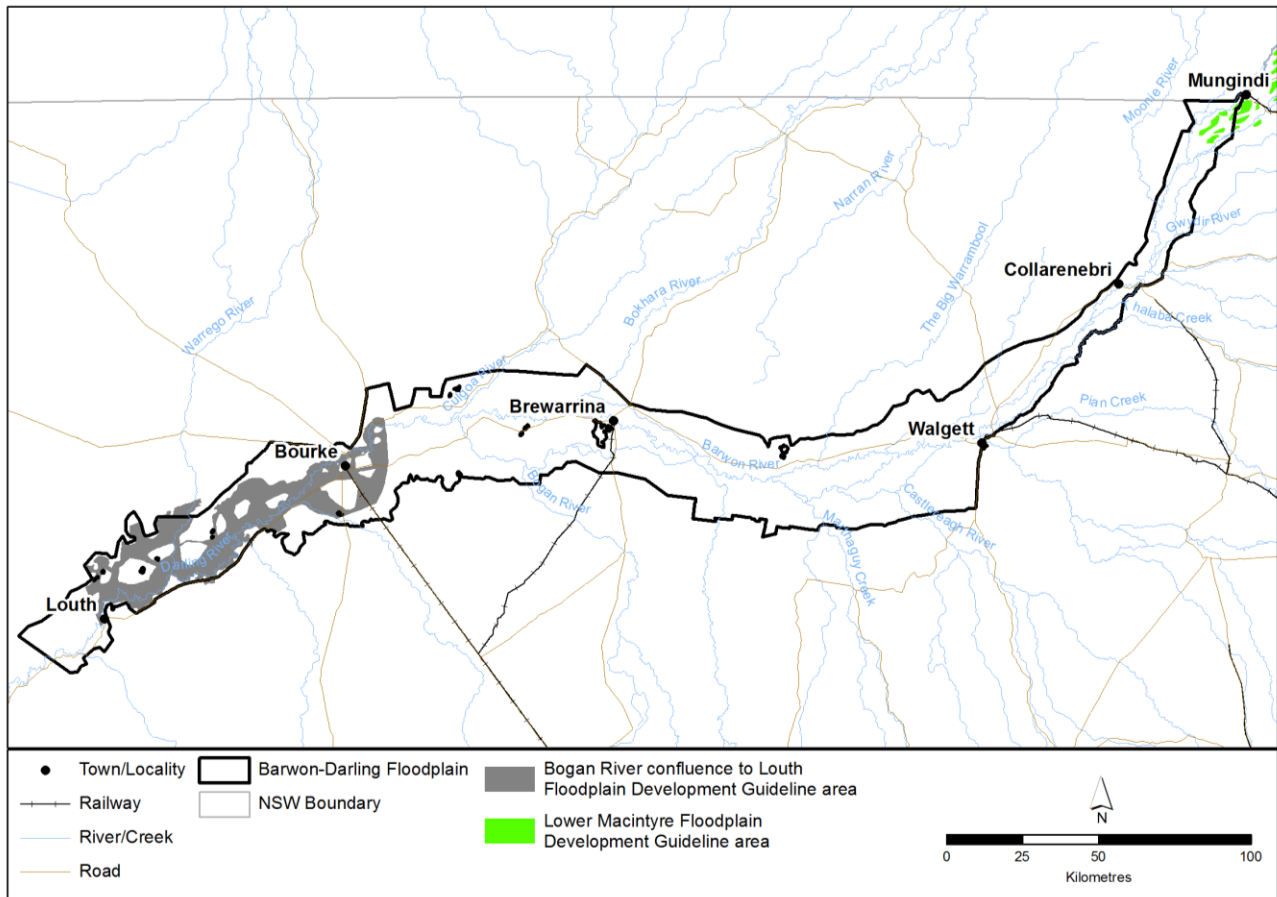 Mungindi
Moonie River
Narran River
Gwydir River
Collarenebri
The Big Warrambool
Bokhara River
Thalaba Creek
Warrego River
Culgoa River
Brewarrina
Pian Creek
Walgett
Bourke
Barwon River
Bogan River
Castlereagh River
Marthaguy Creek
Darling River
Louth
Town/Locality
Railway
River/Creek
Road
Barwon-Darling Floodplain
NSW Boundary
Bogan River confluence to Louth
Floodplain Development Guideline area
Lower Macintyre Floodplain
Development Guideline area
N
0 25 50 100
Kilometres